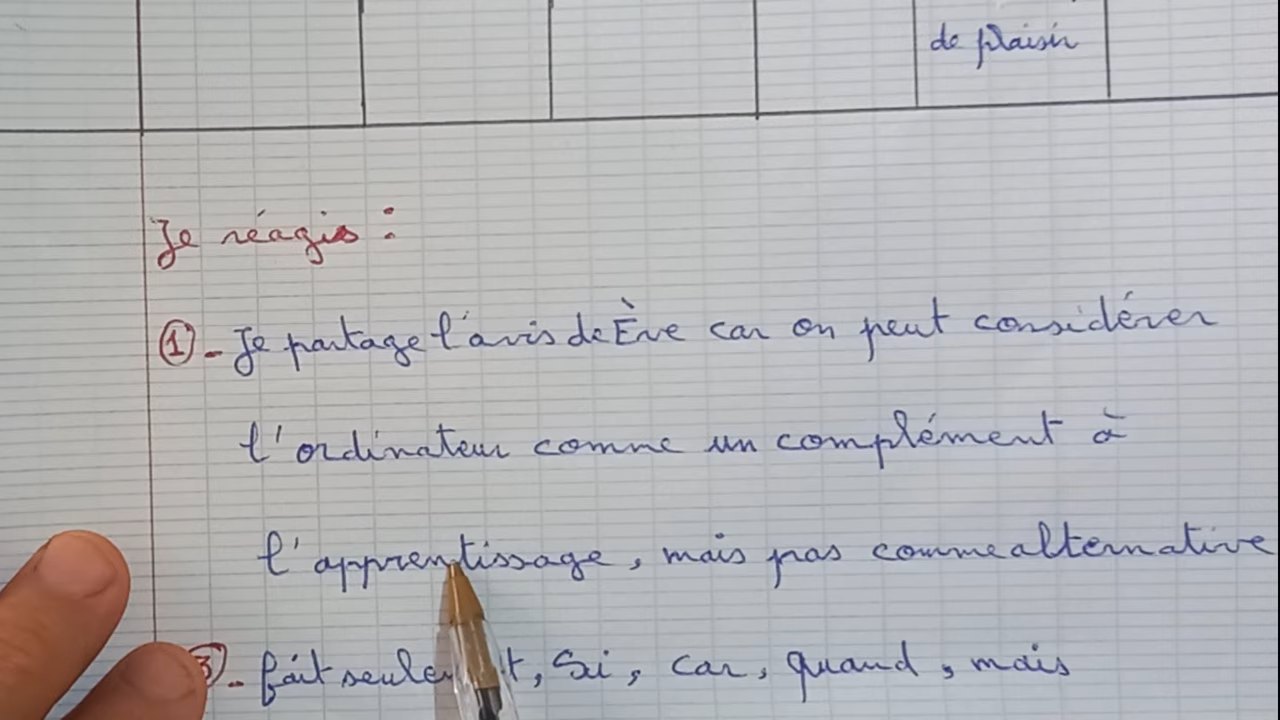 de plaisir
Je réagis :
① - Je partage l'avis de Ève car on peut considérer
l'ordinateur comme un complément à
l'apprentissage, mais pas comme alternative
- fait , Si, car, quand, mais